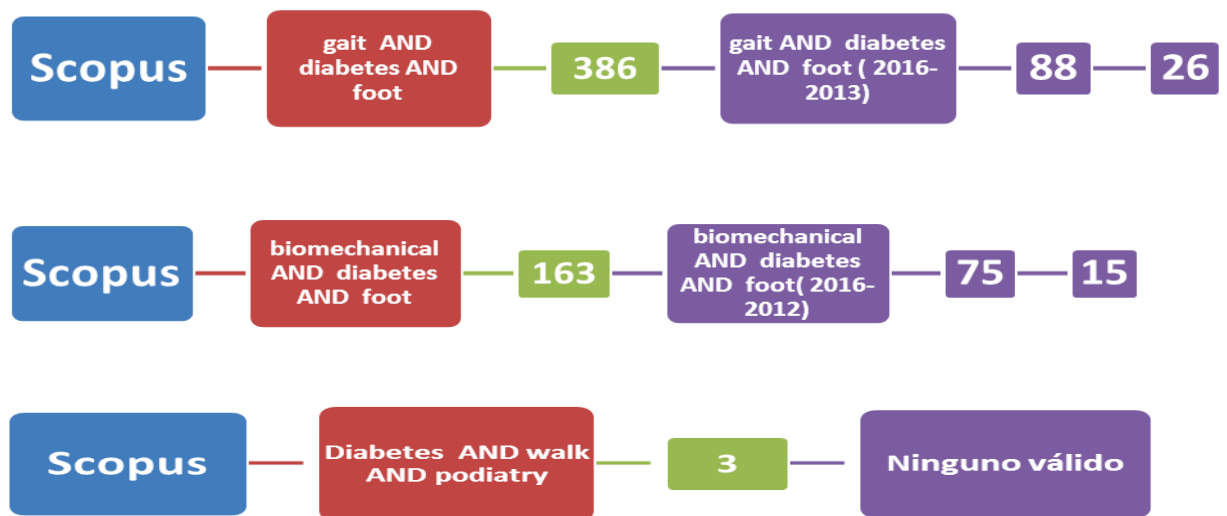 Scopus
gait AND
diabetes AND
foot
386
gait AND diabetes
AND foot ( 2016-
2013)
88
26
Scopus
biomechanical
AND diabetes
AND foot
163
biomechanical
AND diabetes
AND foot( 2016-
2012)
75
15
Scopus
Diabetes AND walk
AND podiatry
3
Ninguno válido